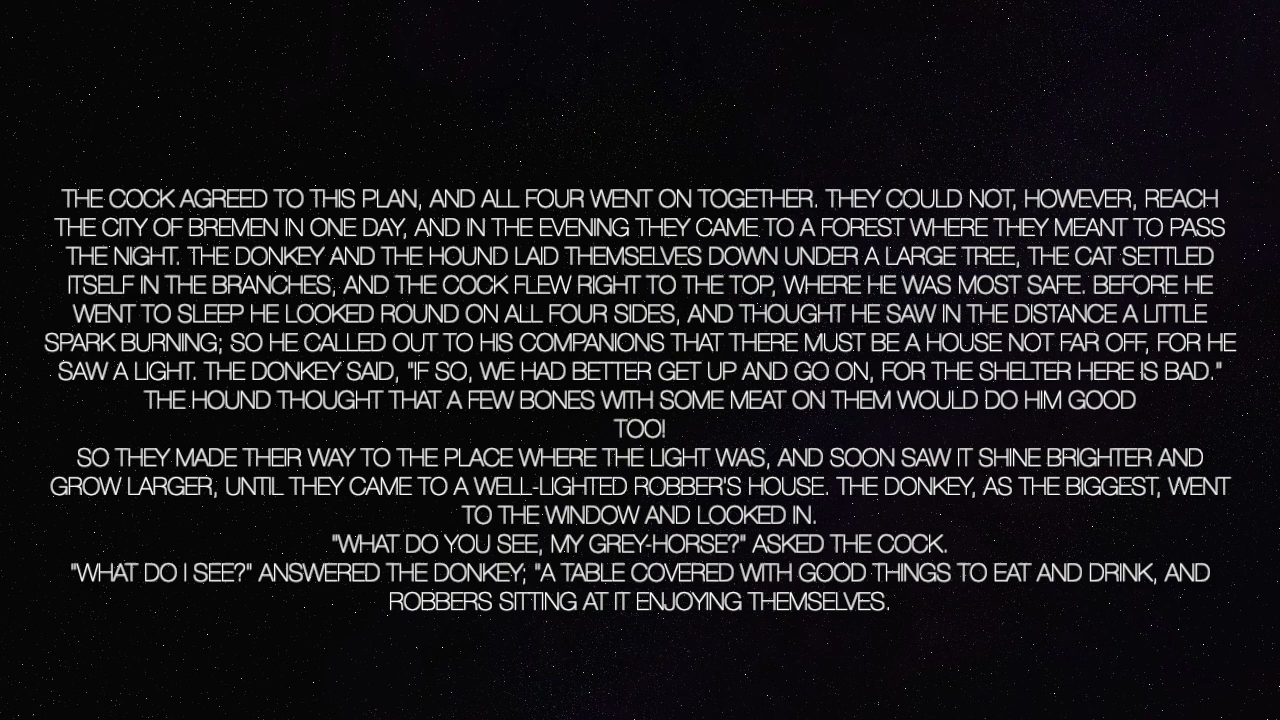 THE COCK AGREED TO THIS PLAN, AND ALL FOUR WENT ON TOGETHER. THEY COULD NOT, HOWEVER, REACH
THE CITY OF BREMEN IN ONE DAY, AND IN THE EVENING THEY CAME TO A FOREST WHERE THEY MEANT TO PASS
THE NIGHT. THE DONKEY AND THE HOUND LAID THEMSELVES DOWN UNDER A LARGE TREE, THE CAT SETTLED
ITSELF IN THE BRANCHES, AND THE COCK FLEW RIGHT TO THE TOP, WHERE HE WAS MOST SAFE. BEFORE HE
WENT TO SLEEP HE LOOKED ROUND ON ALL FOUR SIDES, AND THOUGHT HE SAW IN THE DISTANCE A LITTLE
SPARK BURNING; SO HE CALLED OUT TO HIS COMPANIONS THAT THERE MUST BE A HOUSE NOT FAR OFF, FOR HE
SAW A LIGHT. THE DONKEY SAID, "IF SO, WE HAD BETTER GET UP AND GO ON, FOR THE SHELTER HERE IS BAD."
THE HOUND THOUGHT THAT A FEW BONES WITH SOME MEAT ON THEM WOULD DO HIM GOOD
TOO!
SO THEY MADE THEIR WAY TO THE PLACE WHERE THE LIGHT WAS, AND SOON SAW IT SHINE BRIGHTER AND
GROW LARGER, UNTIL THEY CAME TO A WELL-LIGHTED ROBBER'S HOUSE. THE DONKEY, AS THE BIGGEST, WENT
TO THE WINDOW AND LOOKED IN.
"WHAT DO YOU SEE, MY GREY-HORSE?" ASKED THE COCK.
"WHAT DO I SEE?" ANSWERED THE DONKEY; "A TABLE COVERED WITH GOOD THINGS TO EAT AND DRINK, AND
ROBBERS SITTING AT IT ENJOYING THEMSELVES.